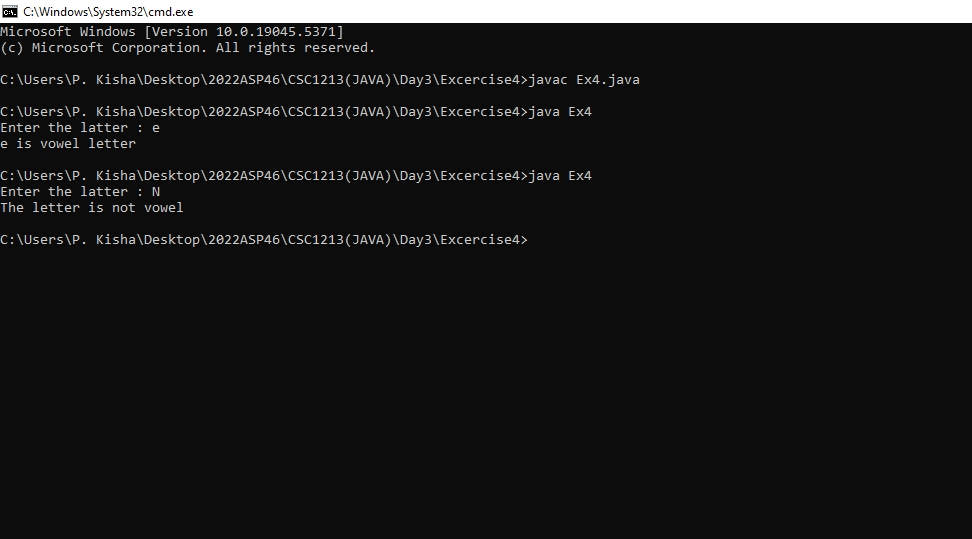 C:\Windows\System32\cmd.exe
Microsoft Windows [Version 10.0.19045.5371]
(c) Microsoft Corporation. All rights reserved.
C:\Users\P. Kisha\Desktop\2022ASP46\CSC1213(JAVA)\Day3\Excercise4>javac Ex4.java
C:\Users\P. Kisha\Desktop\2022ASP46\CSC1213(JAVA)\Day3\Excercise4>java Ex4
Enter the latter : e
e is vowel letter
C:\Users\P. Kisha\Desktop\2022ASP46\CSC1213(JAVA)\Day3\Excercise4>java Ex4
Enter the latter : N
The letter is not vowel
C:\Users\P. Kisha\Desktop\2022ASP46\CSC1213(JAVA)\Day3\Excercise4>